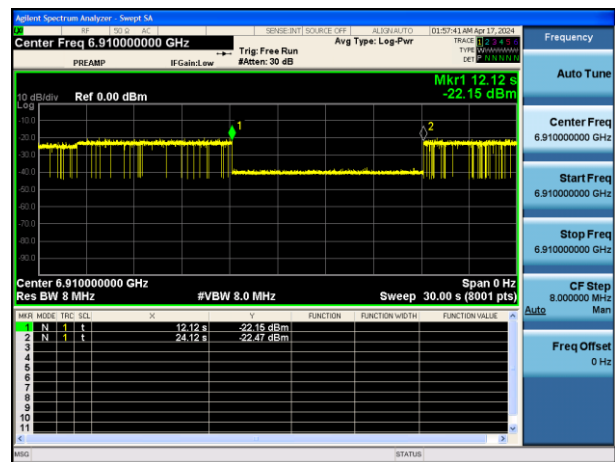 Agilent Spectrum Analyzer - Swept SA
RF 50 Ω AC SENSE:INT SOURCE OFF ALIGNAUTO 01:57:41 AM Apr 17, 2024
Center Freq 6.910000000 GHz
Avg Type: Log-Pwr
TRACE 1 2 3 4 5 6
TYPE
DET P N N N N N
PREAMP
IFGain:Low
Trig: Free Run
#Atten: 30 dB
Mkr1 12.12 s
-22.15 dBm
10 dB/div
Log
Ref 0.00 dBm
-10.0
-20.0
-30.0
-40.0
-50.0
-60.0
-70.0
-80.0
-90.0
1
2
Center 6.910000000 GHz
Span 0 Hz
Res BW 8 MHz
#VBW 8.0 MHz
Sweep 30.00 s (8001 pts)
MKR MODE TRC SCL X Y FUNCTION FUNCTION WIDTH FUNCTION VALUE
1 N 1 t 12.12 s -22.15 dBm
2 N 1 t 24.12 s -22.47 dBm
3
4
5
6
7
8
9
10
11
MSG
STATUS
Frequency
Auto Tune
Center Freq
6.910000000 GHz
Start Freq
6.910000000 GHz
Stop Freq
6.910000000 GHz
CF Step
8.000000 MHz
Auto Man
Freq Offset
0 Hz